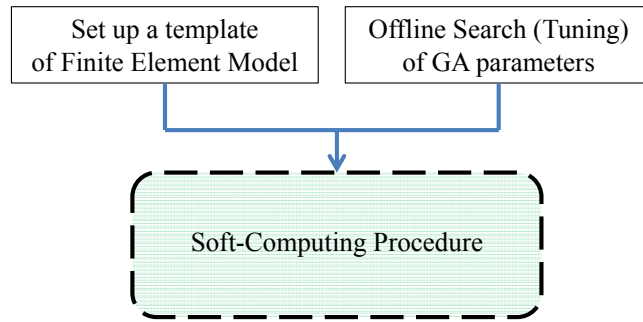 Set up a template
of Finite Element Model
Offline Search (Tuning)
of GA parameters
Soft-Computing Procedure